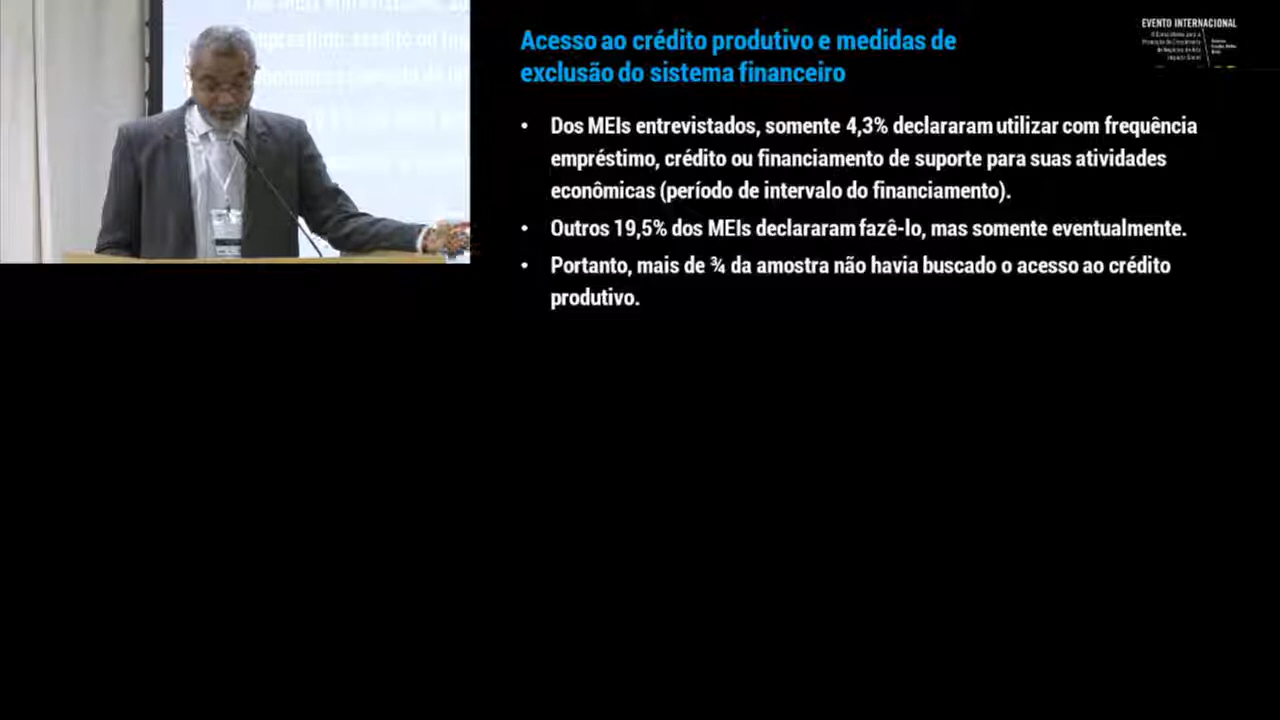 Acesso ao crédito produtivo e medidas de
exclusão do sistema financeiro
EVENTO INTERNACIONAL
• Dos MEIs entrevistados, somente 4,3% declararam utilizar com frequência
empréstimo, crédito ou financiamento de suporte para suas atividades
econômicas (período de intervalo do financiamento).
• Outros 19,5% dos MEIs declararam fazê-lo, mas somente eventualmente.
• Portanto, mais de ¾ da amostra não havia buscado o acesso ao crédito
produtivo.